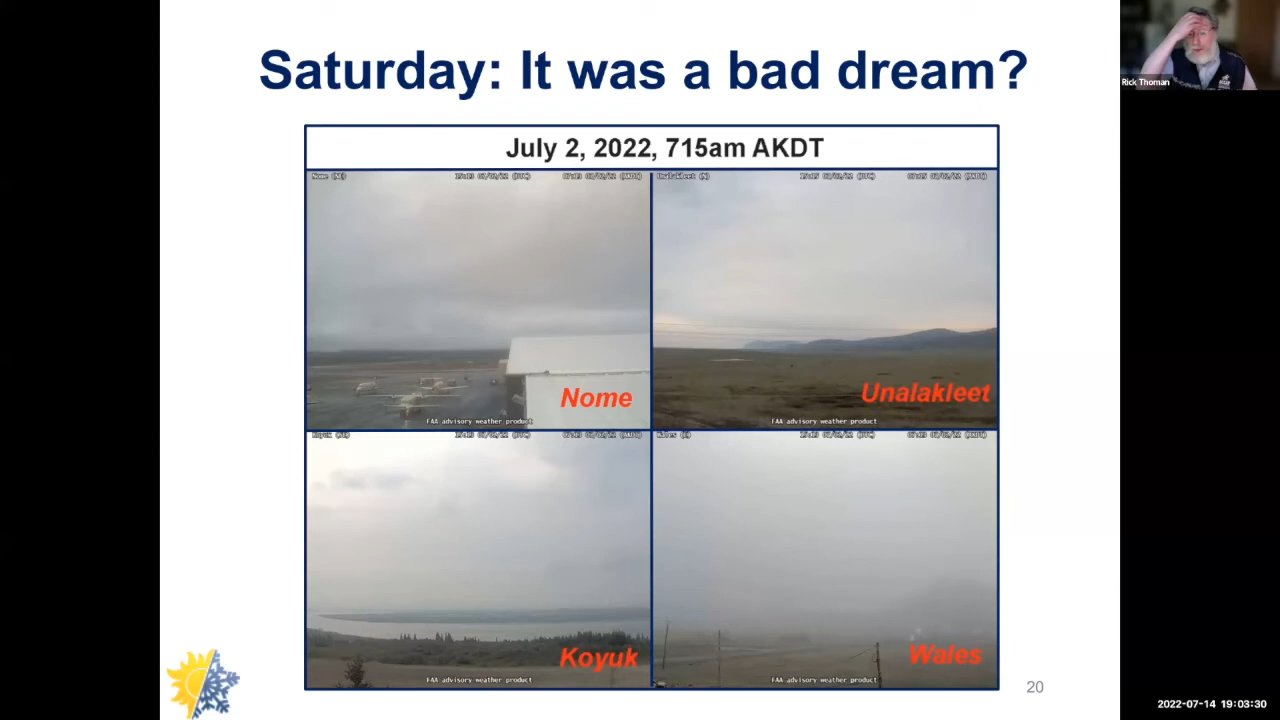 Saturday: It was a bad dream?
Rick Thoman
July 2, 2022, 715am AKDT
Nome
FAA advisory weather product
Unalakleet
FAA advisory weather product
Koyuk
FAA advisory weather product
Wales
FAA advisory weather product
20
2022-07-14 19:03:30